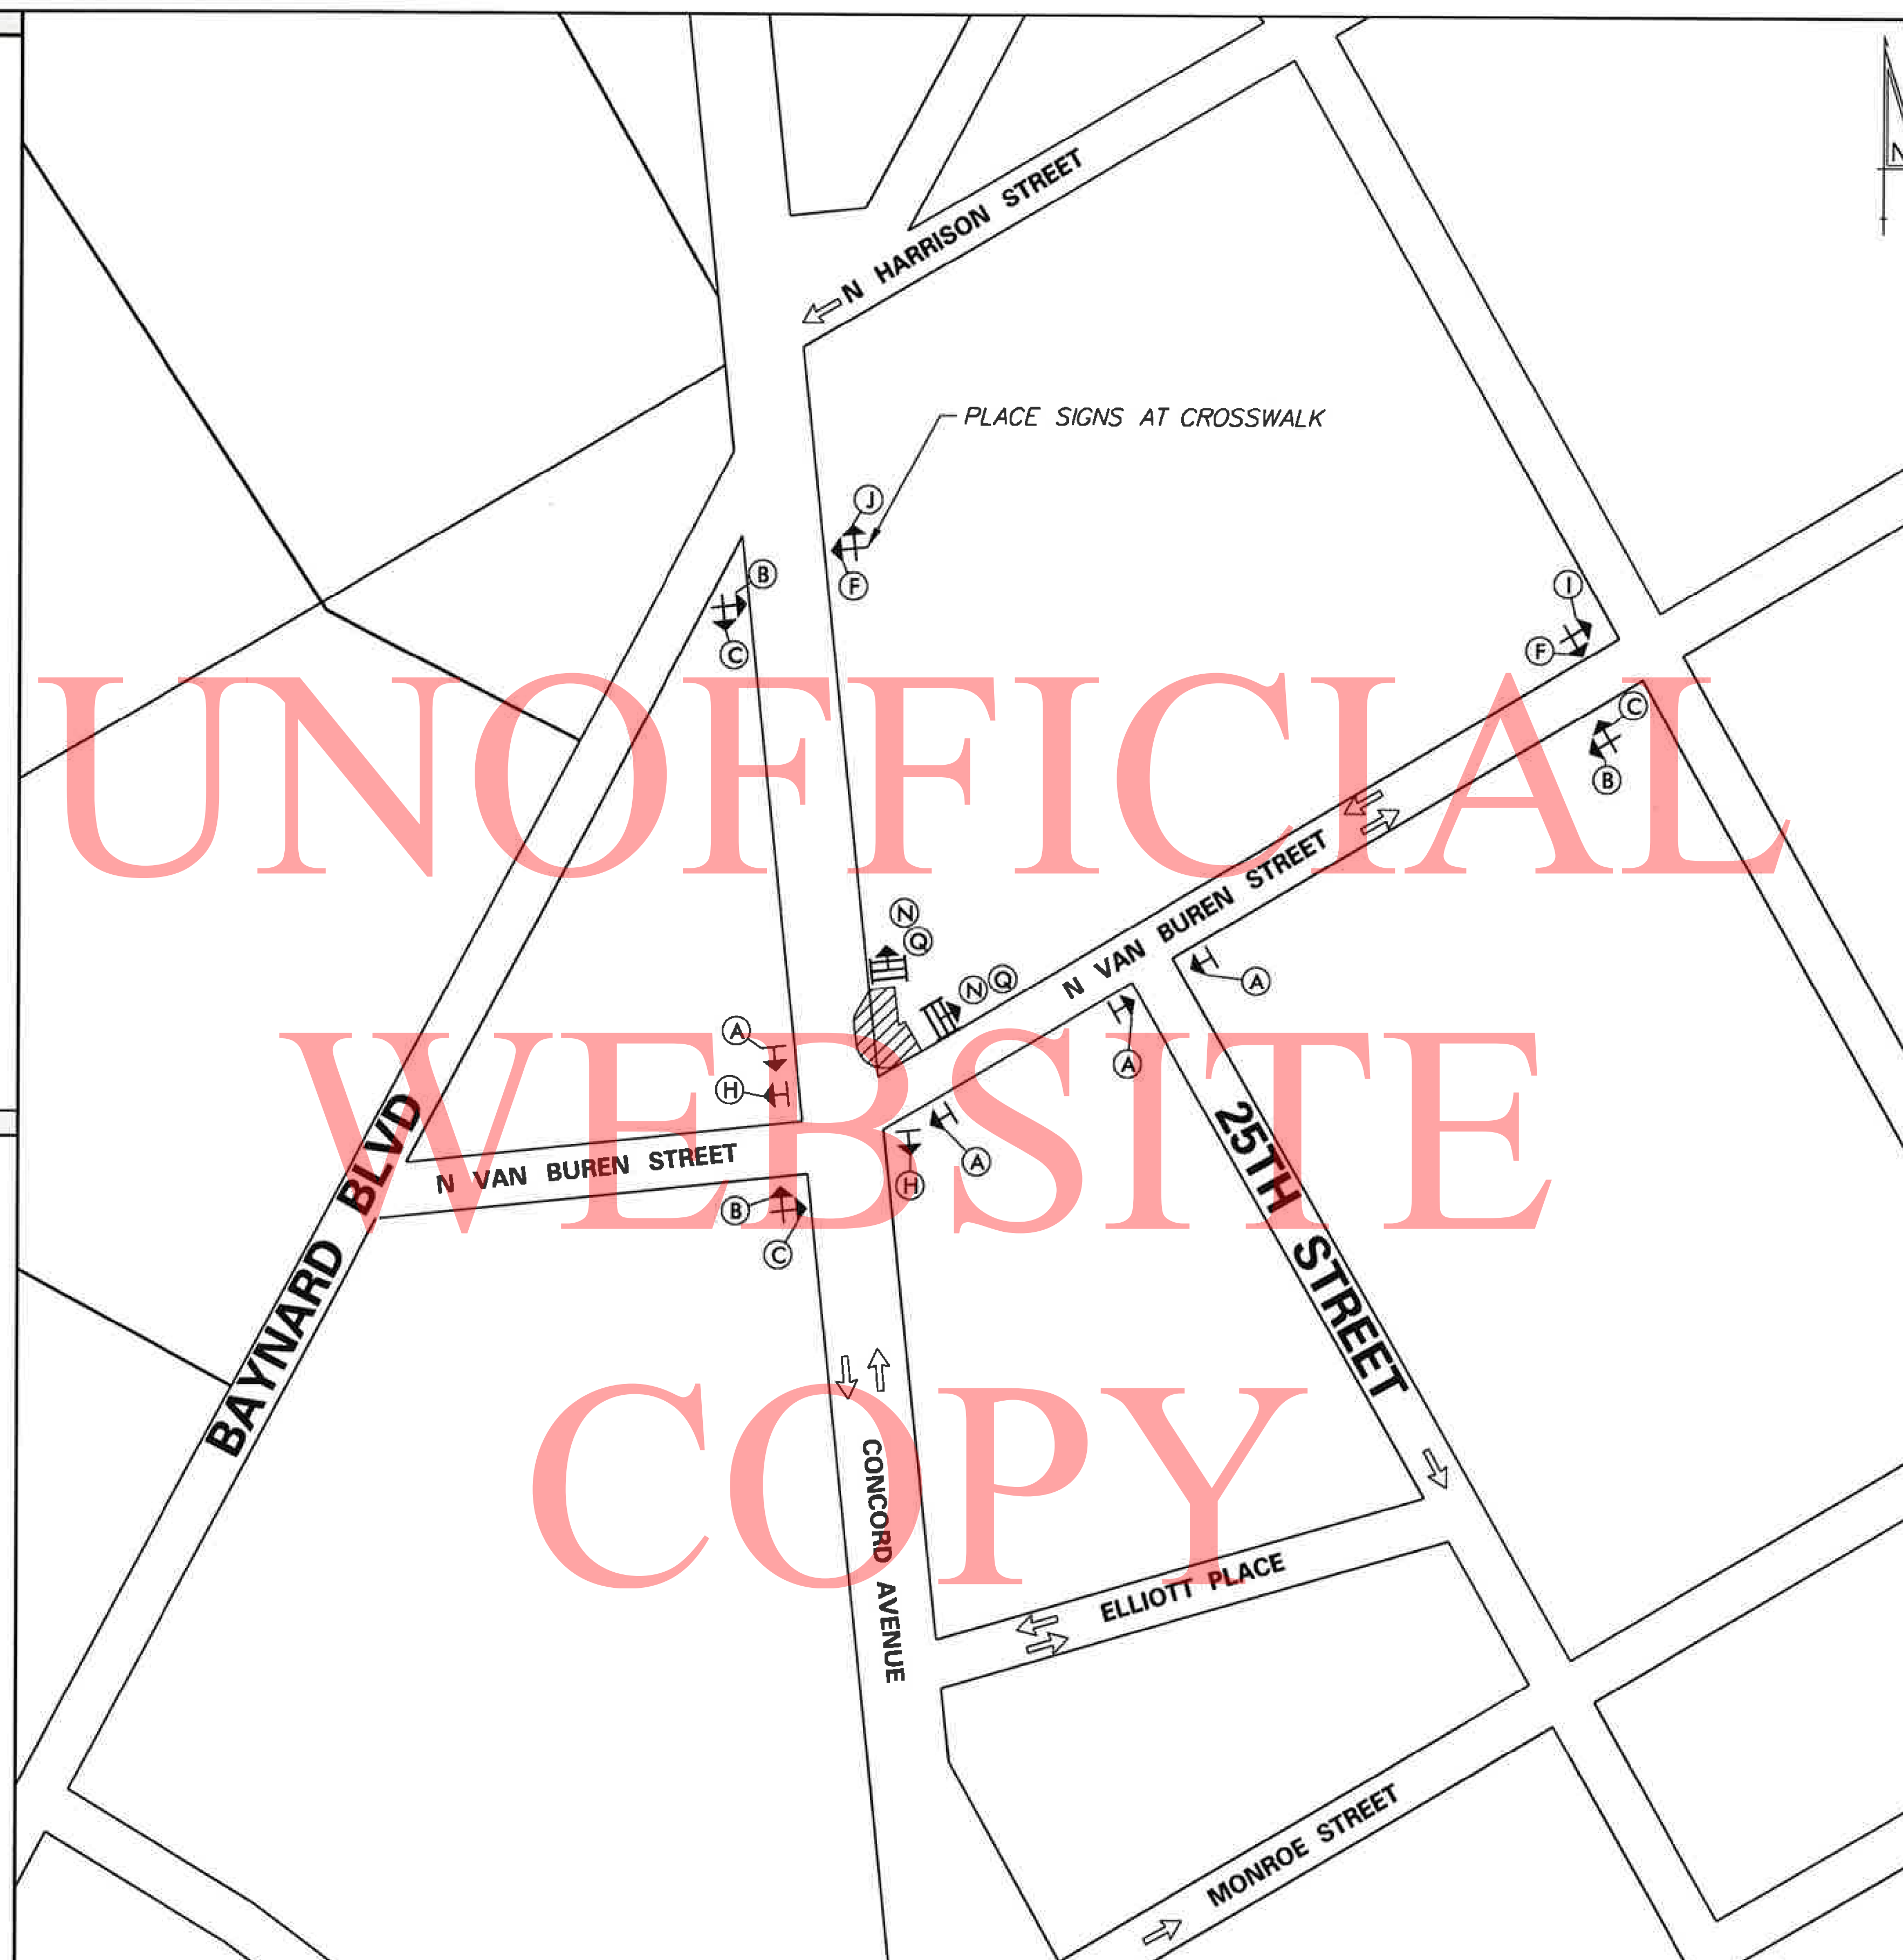 N
N HARRISON STREET
PLACE SIGNS AT CROSSWALK
J
F
B
C
I
F
C
B
UNOFFICIAL
N VAN BUREN STREET
N
Q
N Q
A
A
A
H
A
H
WEBSITE
N VAN BUREN STREET
B
C
BAYNARD BLVD
25TH STREET
COPY
CONCORD AVENUE
ELLIOTT PLACE
MONROE STREET